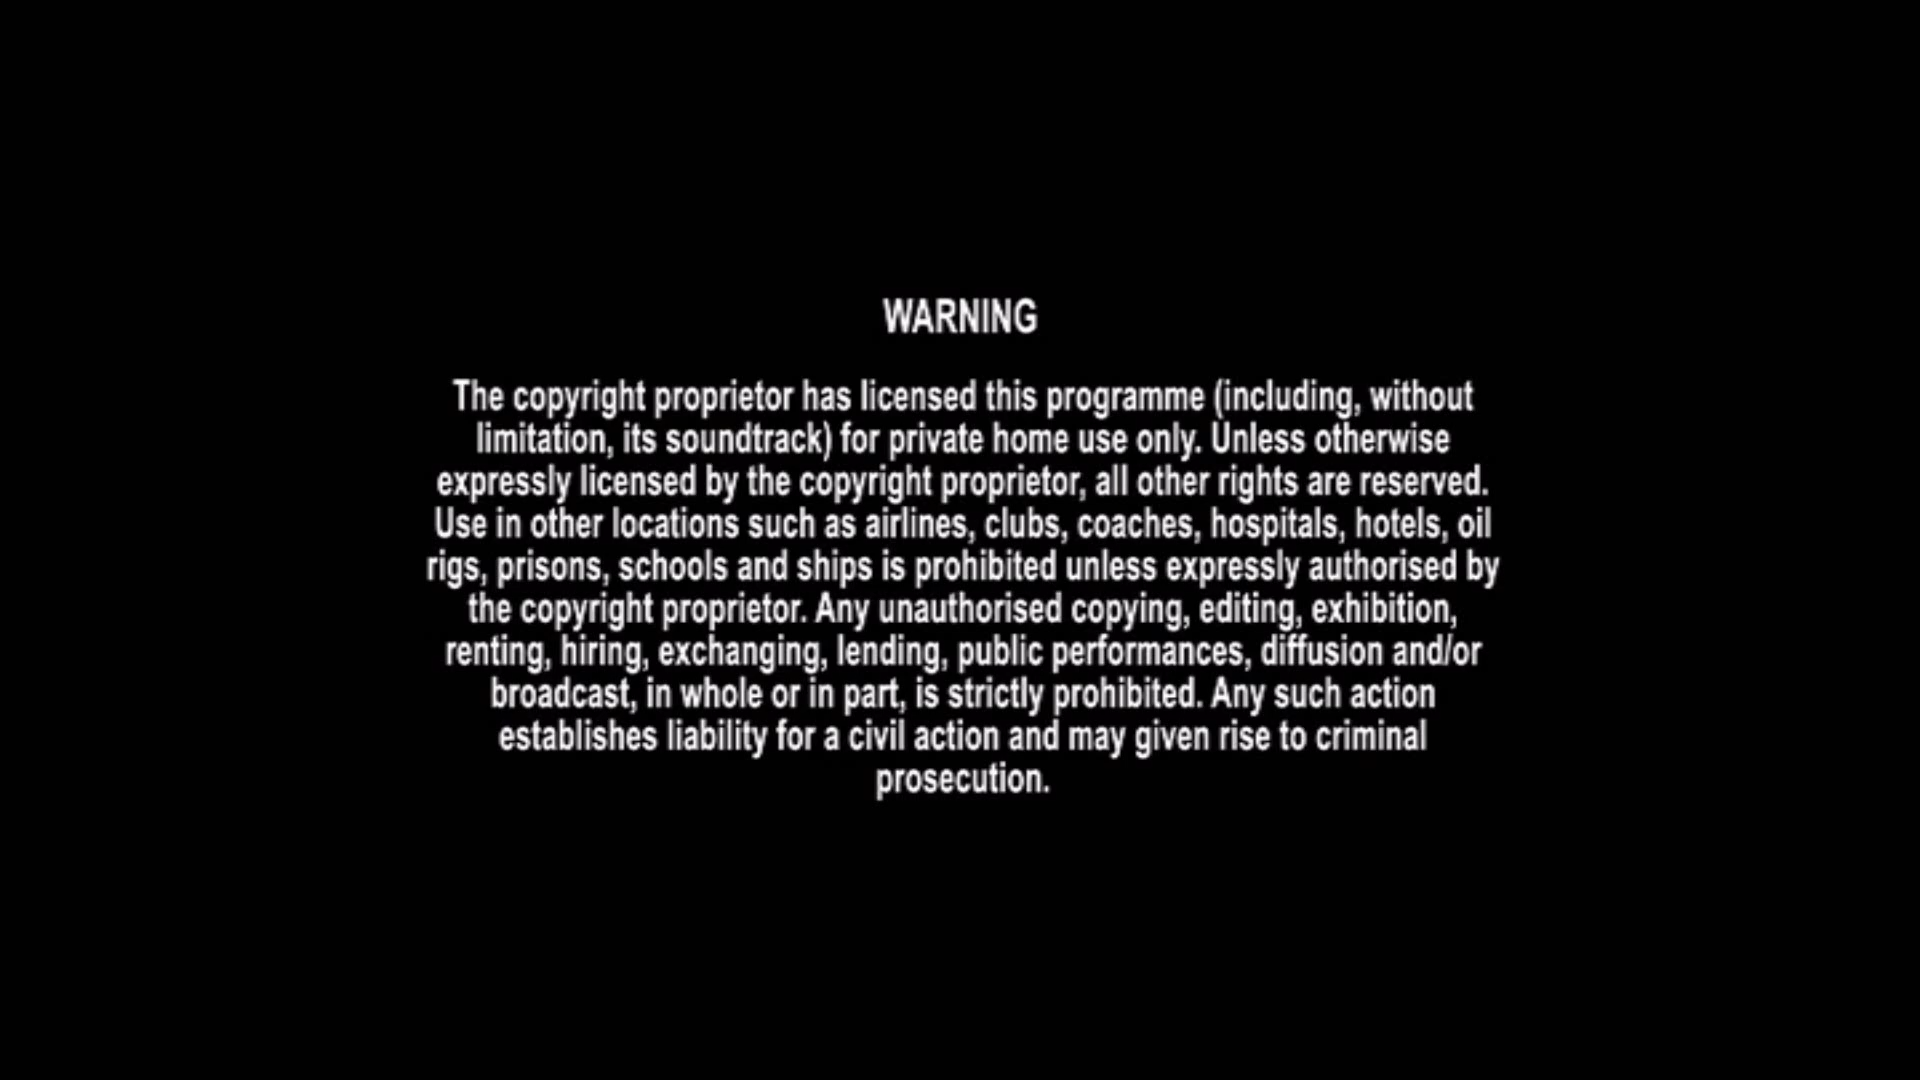 WARNING
The copyright proprietor has licensed this programme (including, without
limitation, its soundtrack) for private home use only. Unless otherwise
expressly licensed by the copyright proprietor, all other rights are reserved.
Use in other locations such as airlines, clubs, coaches, hospitals, hotels, oil
rigs, prisons, schools and ships is prohibited unless expressly authorised by
the copyright proprietor. Any unauthorised copying, editing, exhibition,
renting, hiring, exchanging, lending, public performances, diffusion and/or
broadcast, in whole or in part, is strictly prohibited. Any such action
establishes liability for a civil action and may given rise to criminal
prosecution.